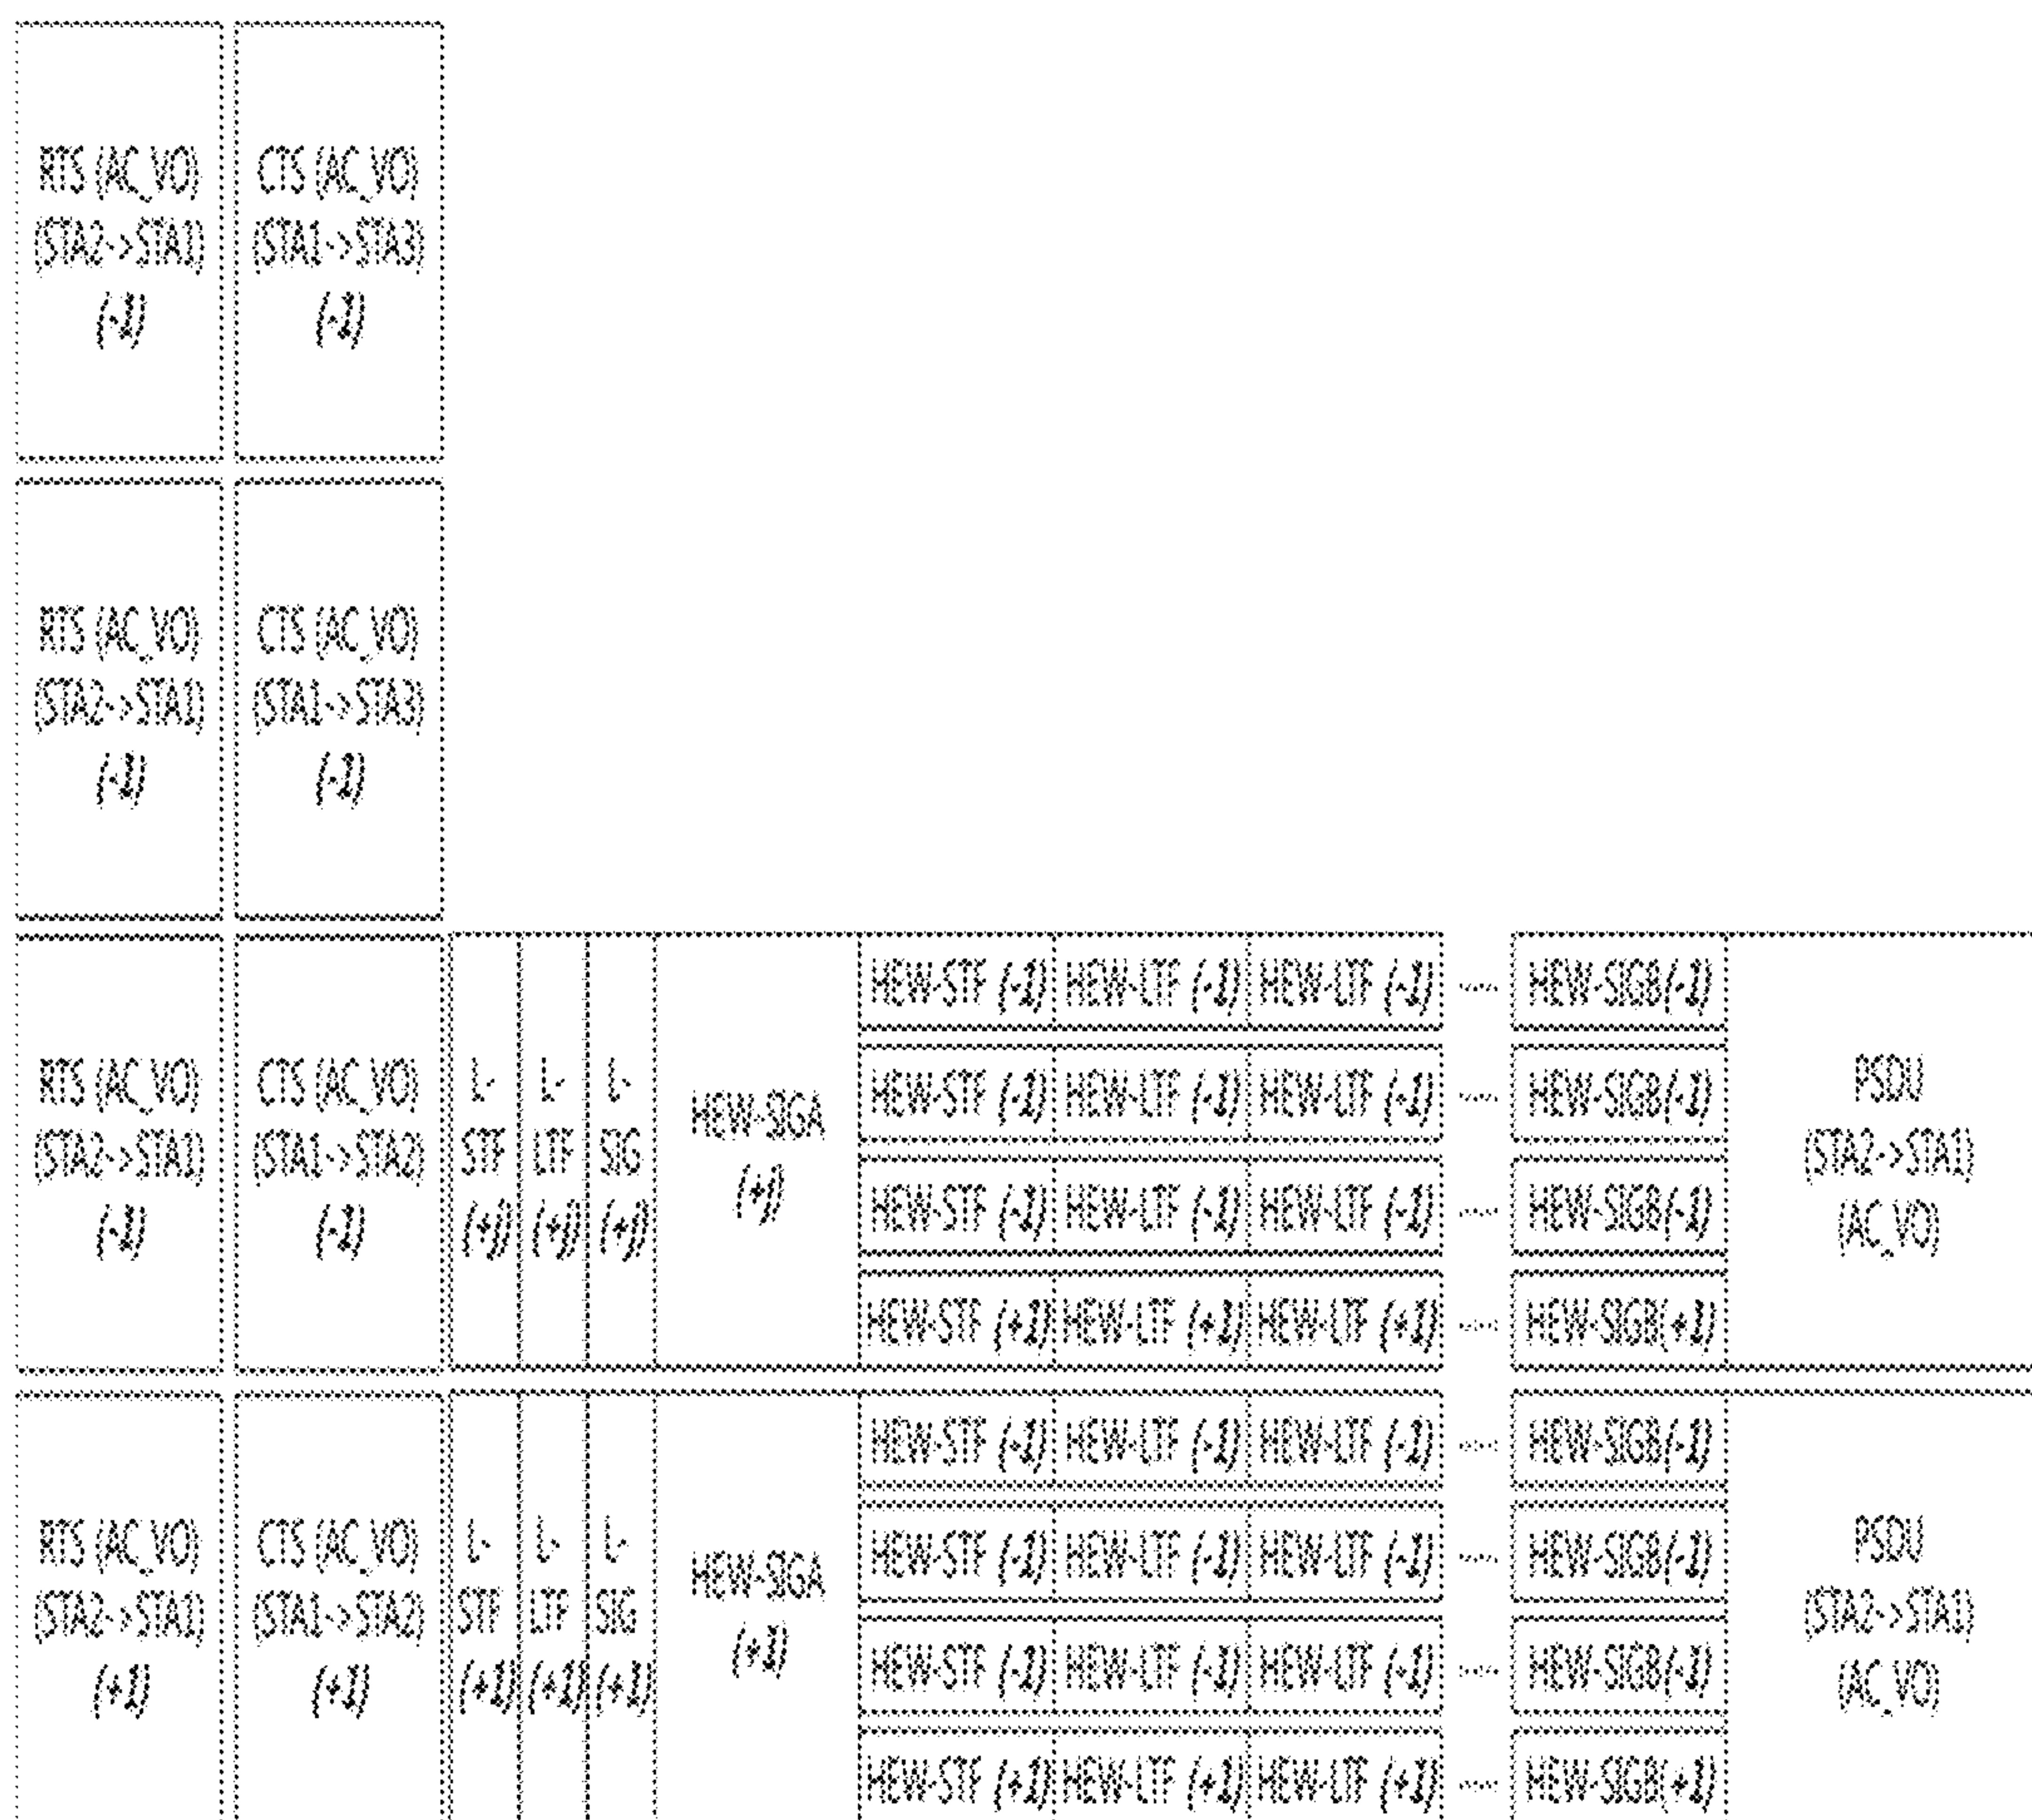 RTS (AC_VO)
(STA2->STA1)
(-1)
CTS (AC_VO)
(STA1->STA3)
(-1)
RTS (AC_VO)
(STA2->STA1)
(-1)
CTS (AC_VO)
(STA1->STA3)
(-1)
RTS (AC_VO)
(STA2->STA1)
(-1)
CTS (AC_VO)
(STA1->STA2)
(-1)
L-
STF
(+j)
L-
LTF
(+j)
L-
SIG
(+j)
HEW-SIGA
(+j)
HEW-STF (-1) HEW-LTF (-1) HEW-LTF (-1) ... HEW-SIGB(-1)
HEW-STF (-1) HEW-LTF (-1) HEW-LTF (-1) ... HEW-SIGB(-1)
HEW-STF (-1) HEW-LTF (-1) HEW-LTF (-1) ... HEW-SIGB(-1)
HEW-STF (+1) HEW-LTF (+1) HEW-LTF (+1) ... HEW-SIGB(+1)
PSDU
(STA2->STA1)
(AC_VO)
RTS (AC_VO)
(STA2->STA1)
(+1)
CTS (AC_VO)
(STA1->STA2)
(+1)
L-
STF
(+1)
L-
LTF
(+1)
L-
SIG
(+1)
HEW-SIGA
(+1)
HEW-STF (-1) HEW-LTF (-1) HEW-LTF (-1) ... HEW-SIGB(-1)
HEW-STF (-1) HEW-LTF (-1) HEW-LTF (-1) ... HEW-SIGB(-1)
HEW-STF (-1) HEW-LTF (-1) HEW-LTF (-1) ... HEW-SIGB(-1)
HEW-STF (+1) HEW-LTF (+1) HEW-LTF (+1) ... HEW-SIGB(+1)
PSDU
(STA2->STA1)
(AC_VO)